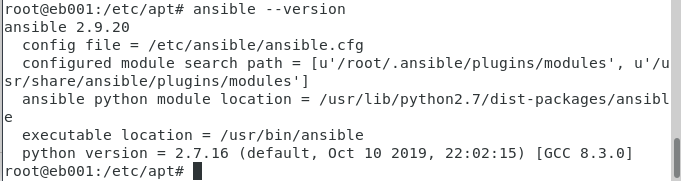 root@eb001:/etc/apt# ansible --version
ansible 2.9.20
  config file = /etc/ansible/ansible.cfg
  configured module search path = [u'/root/.ansible/plugins/modules', u'/u
sr/share/ansible/plugins/modules']
  ansible python module location = /usr/lib/python2.7/dist-packages/ansibl
e
  executable location = /usr/bin/ansible
  python version = 2.7.16 (default, Oct 10 2019, 22:02:15) [GCC 8.3.0]
root@eb001:/etc/apt#